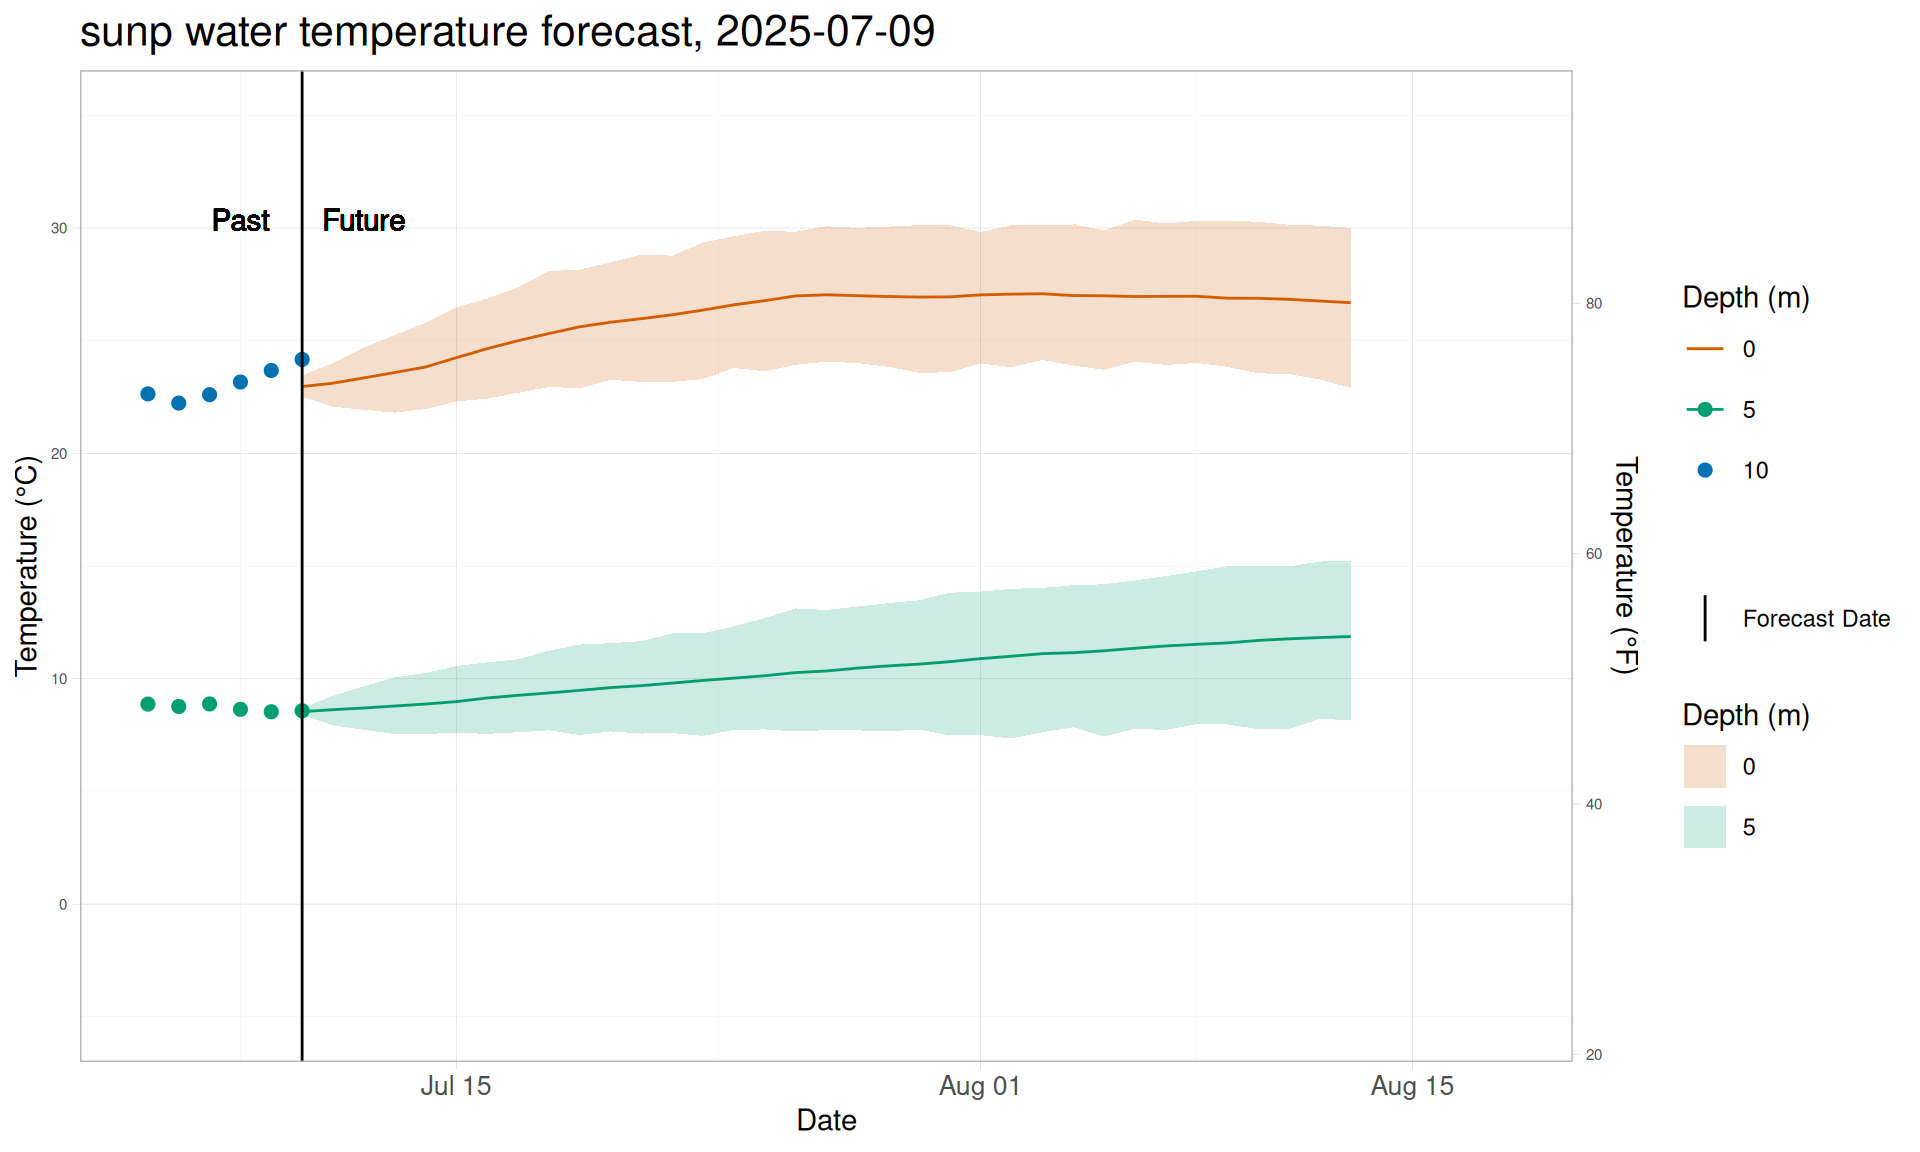 sunp water temperature forecast, 2025-07-09
Past
Future
30
20
10
0
Temperature (°C)
80
60
40
20
Temperature (°F)
Jul 15
Aug 01
Aug 15
Date
Depth (m)
0
5
10
Forecast Date
Depth (m)
0
5